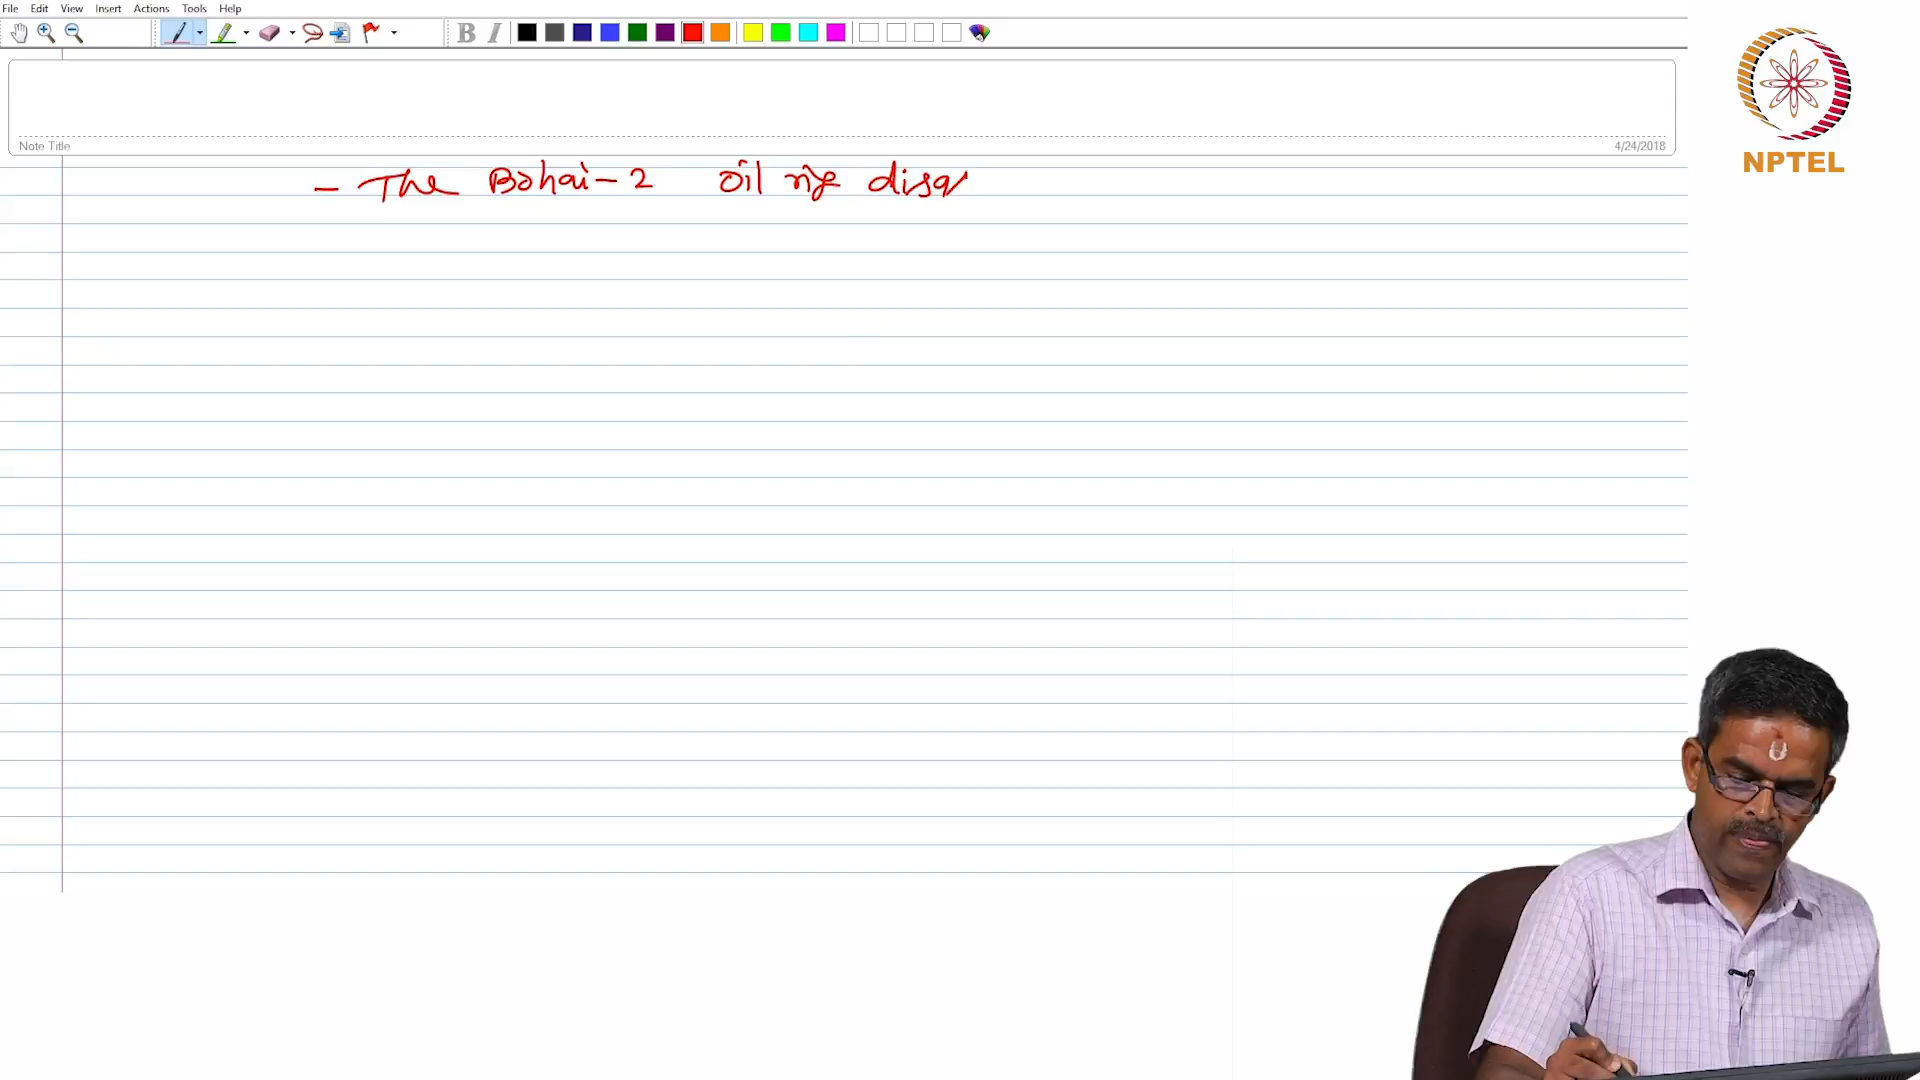 File Edit View Insert Actions Tools Help
B I
Note Title
4/24/2018
NPTEL
- The Bohai-2 oil rig disa